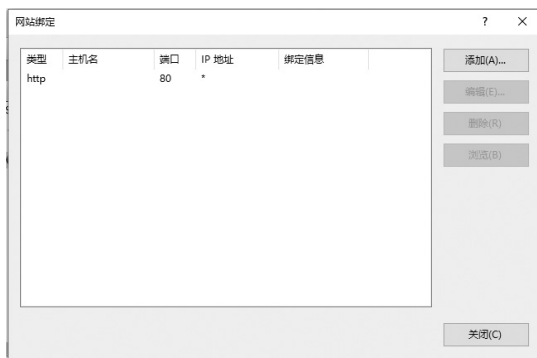 网站绑定 ? ×
类型 主机名 端口 IP 地址 绑定信息
http 80 *
添加(A)...
编辑(E)...
删除(R)
浏览(B)
关闭(C)